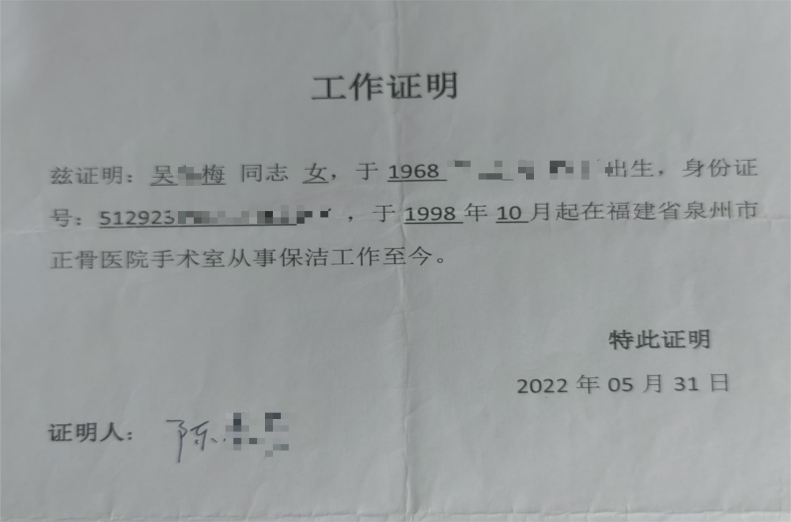 工作证明
兹证明：吴梅 同志 女，于 1968 出生，身份证
号：512923，于 1998 年 10 月起在福建省泉州市
正骨医院手术室从事保洁工作至今。
特此证明
2022 年 05 月 31 日
证明人：陈